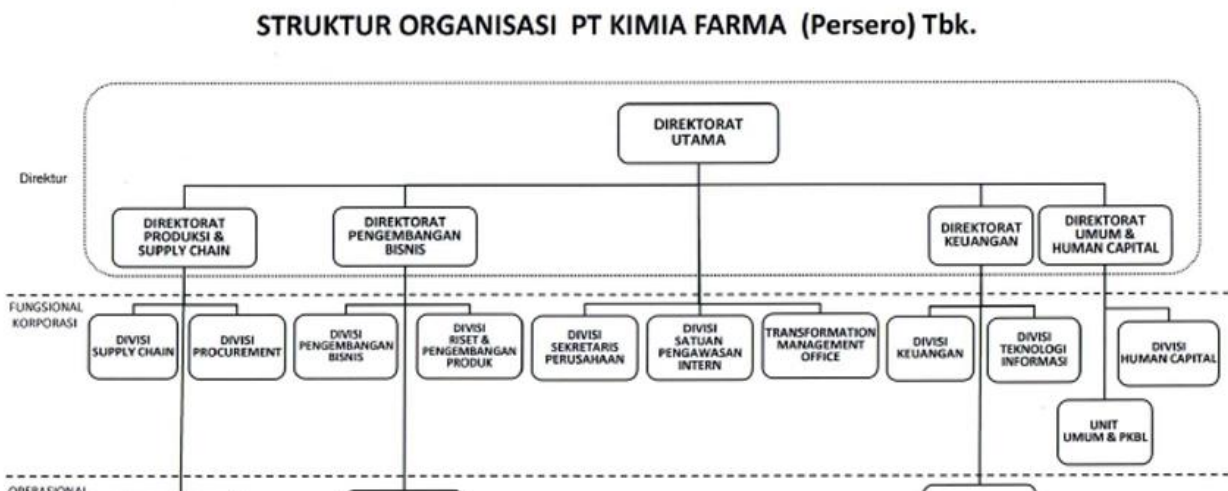 STRUKTUR ORGANISASI PT KIMIA FARMA (Persero) Tbk.
DIREKTORAT
UTAMA
Direktur
DIREKTORAT
PRODUKSI &
SUPPLY CHAIN
DIREKTORAT
PENGEMBANGAN
BISNIS
DIREKTORAT
KEUANGAN
DIREKTORAT
UMUM &
HUMAN CAPITAL
FUNGSIONAL
KORPORASI
DIVISI
SUPPLY CHAIN
DIVISI
PROCUREMENT
DIVISI
PENGEMBANGAN
BISNIS
DIVISI
RISET &
PENGEMBANGAN
PRODUK
DIVISI
SEKRETARIS
PERUSAHAAN
DIVISI
SATUAN
PENGAWASAN
INTERN
TRANSFORMATION
MANAGEMENT
OFFICE
DIVISI
KEUANGAN
DIVISI
TEKNOLOGI
INFORMASI
DIVISI
HUMAN CAPITAL
UNIT
UMUM & PKBL
OPERASIONAL